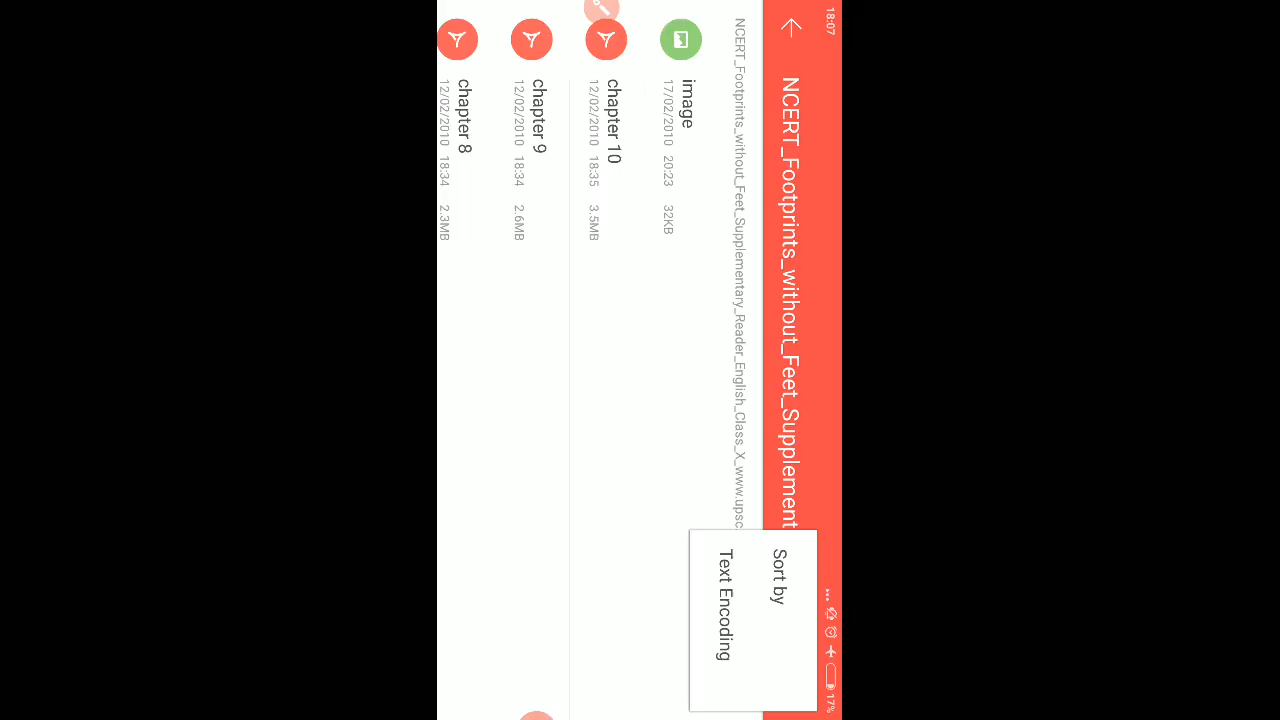 18:07
17%
NCERT_Footprints_without_Feet_Supplement
Sort by
Text Encoding
NCERT_Footprints_without_Feet_Supplementary_Reader_English_Class_X_www.upsc
image
17/02/2010 20:23 32KB
chapter 10
12/02/2010 18:35 3.5MB
chapter 9
12/02/2010 18:34 2.6MB
chapter 8
12/02/2010 18:34 2.3MB